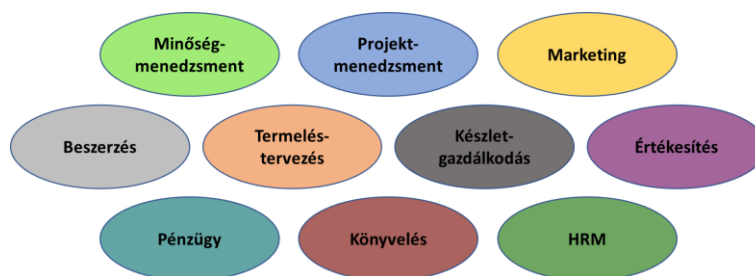 Minőség-
menedzsment
Projekt-
menedzsment
Marketing
Beszerzés
Termelés-
tervezés
Készlet-
gazdálkodás
Értékesítés
Pénzügy
Könyvelés
HRM